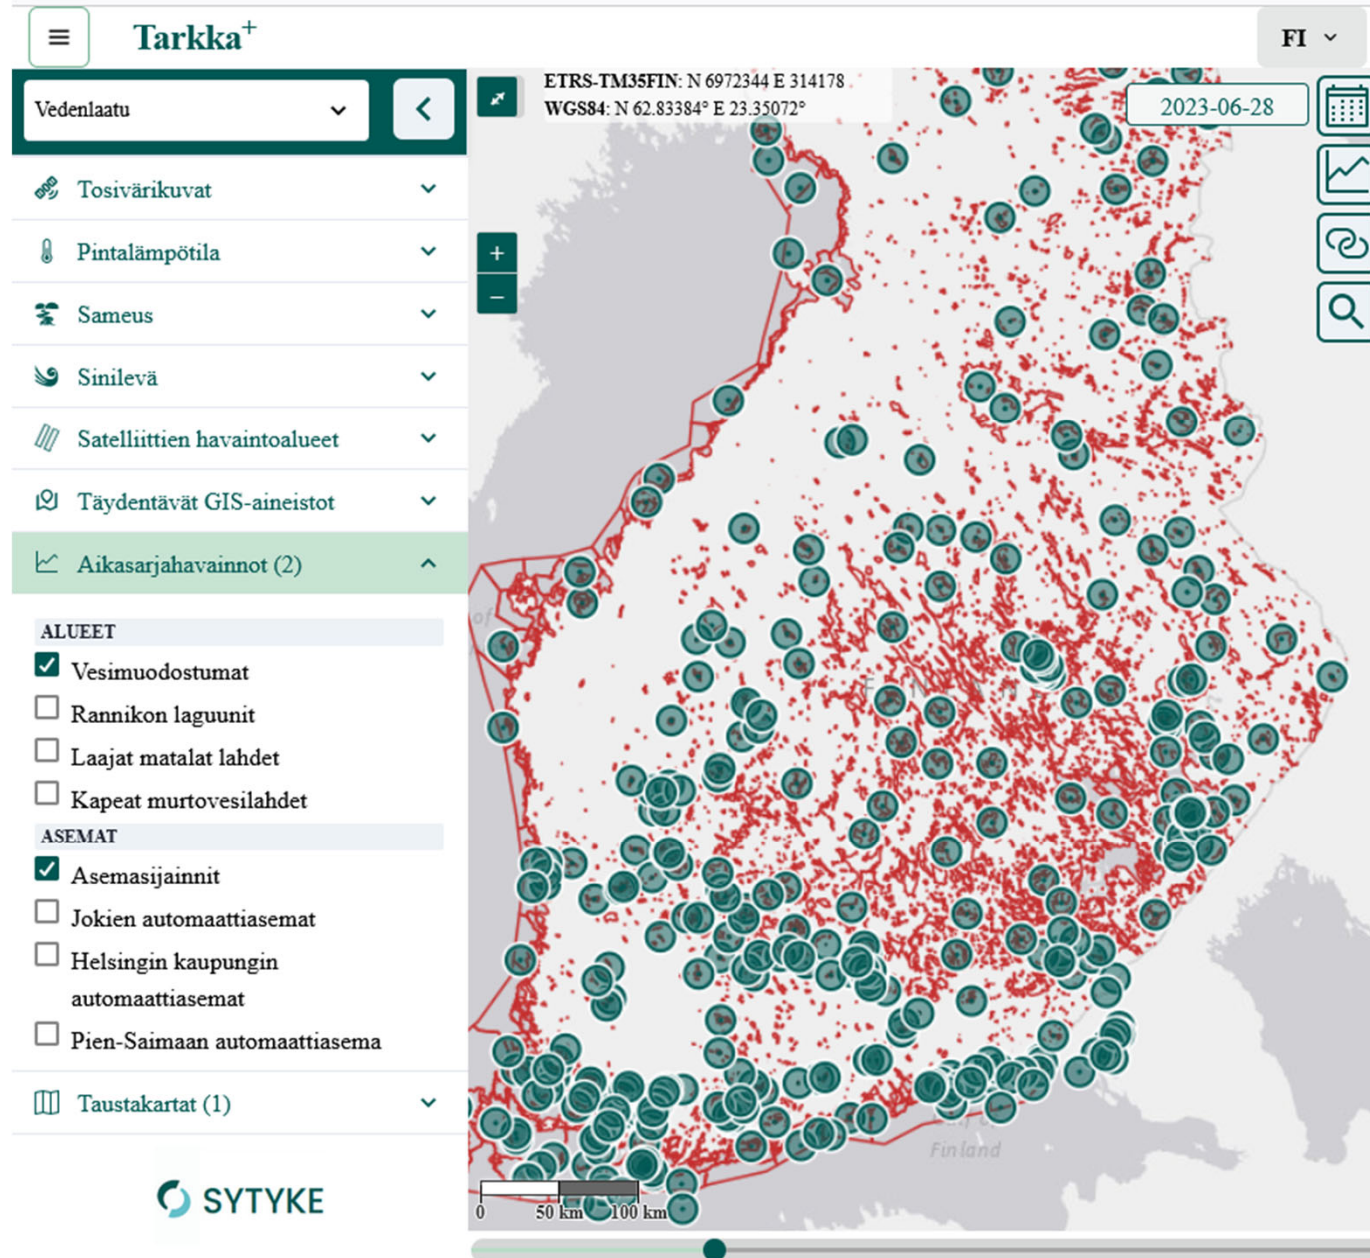 Tarkka+
FI
Vedenlaatu
ETRS-TM35FIN: N 6972344 E 314178
WGS84: N 62.83384° E 23.35072°
2023-06-28
Tosivärikuvat
Pintalämpötila
Sameus
Sinilevä
Satelliittien havaintoalueet
Täydentävät GIS-aineistot
Aikasarjahavainnot (2)
ALUEET
Vesimuodostumat
Rannikon laguunit
Laajat matalat lahdet
Kapeat murtovesilahdet
ASEMAT
Asemasijainnit
Jokien automaattiasemat
Helsingin kaupungin
automaattiasemat
Pien-Saimaan automaattiasema
Taustakartat (1)
SYTYKE
+
−
of
Finland
0 50 km 100 km